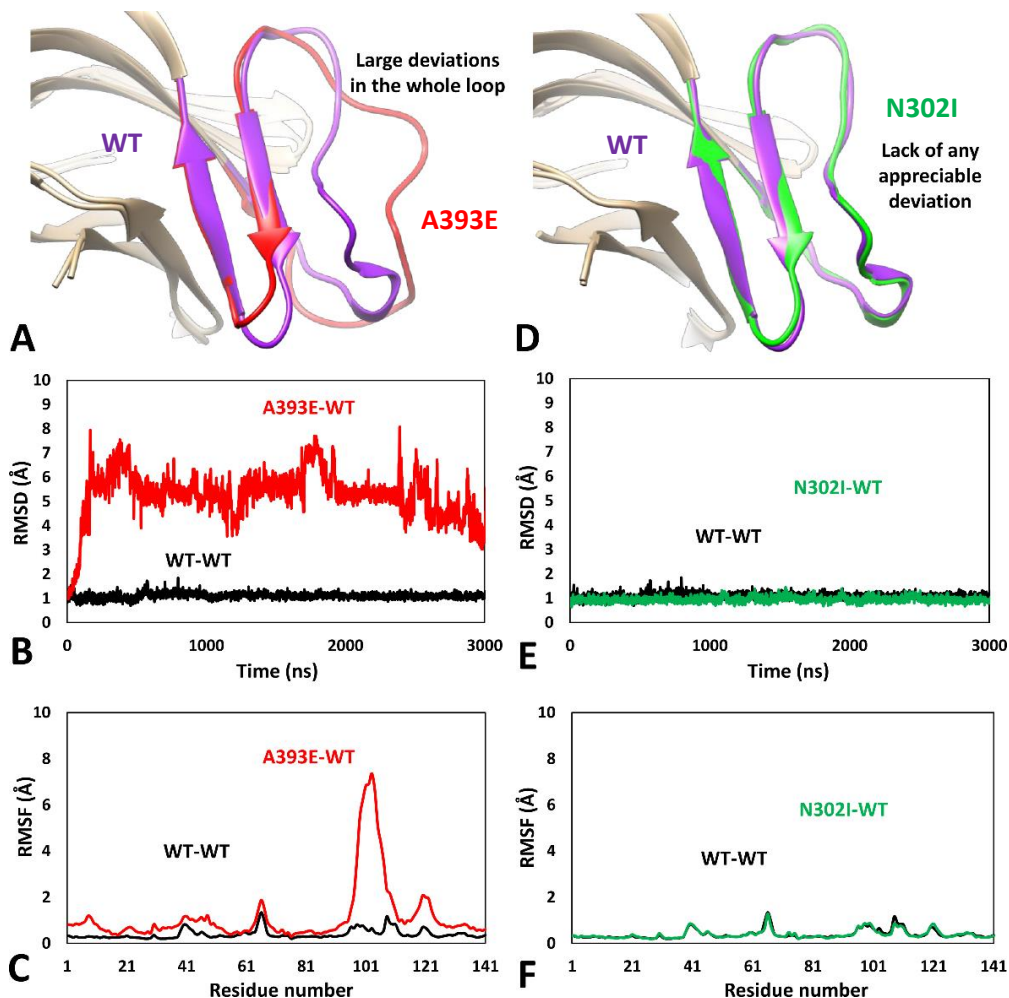 Large deviations
in the whole loop
WT
A393E
A
WT
N302I
Lack of any
appreciable
deviation
D
10
9
8
7
6
5
4
3
2
1
0
RMSD (Å)
A393E-WT
WT-WT
0 1000 2000 3000
B
Time (ns)
10
9
8
7
6
5
4
3
2
1
0
RMSD (Å)
N302I-WT
WT-WT
0 1000 2000 3000
E
Time (ns)
10
8
6
4
2
0
RMSF (Å)
A393E-WT
WT-WT
1 21 41 61 81 101 121 141
C
Residue number
10
8
6
4
2
0
RMSF (Å)
N302I-WT
WT-WT
1 21 41 61 81 101 121 141
F
Residue number